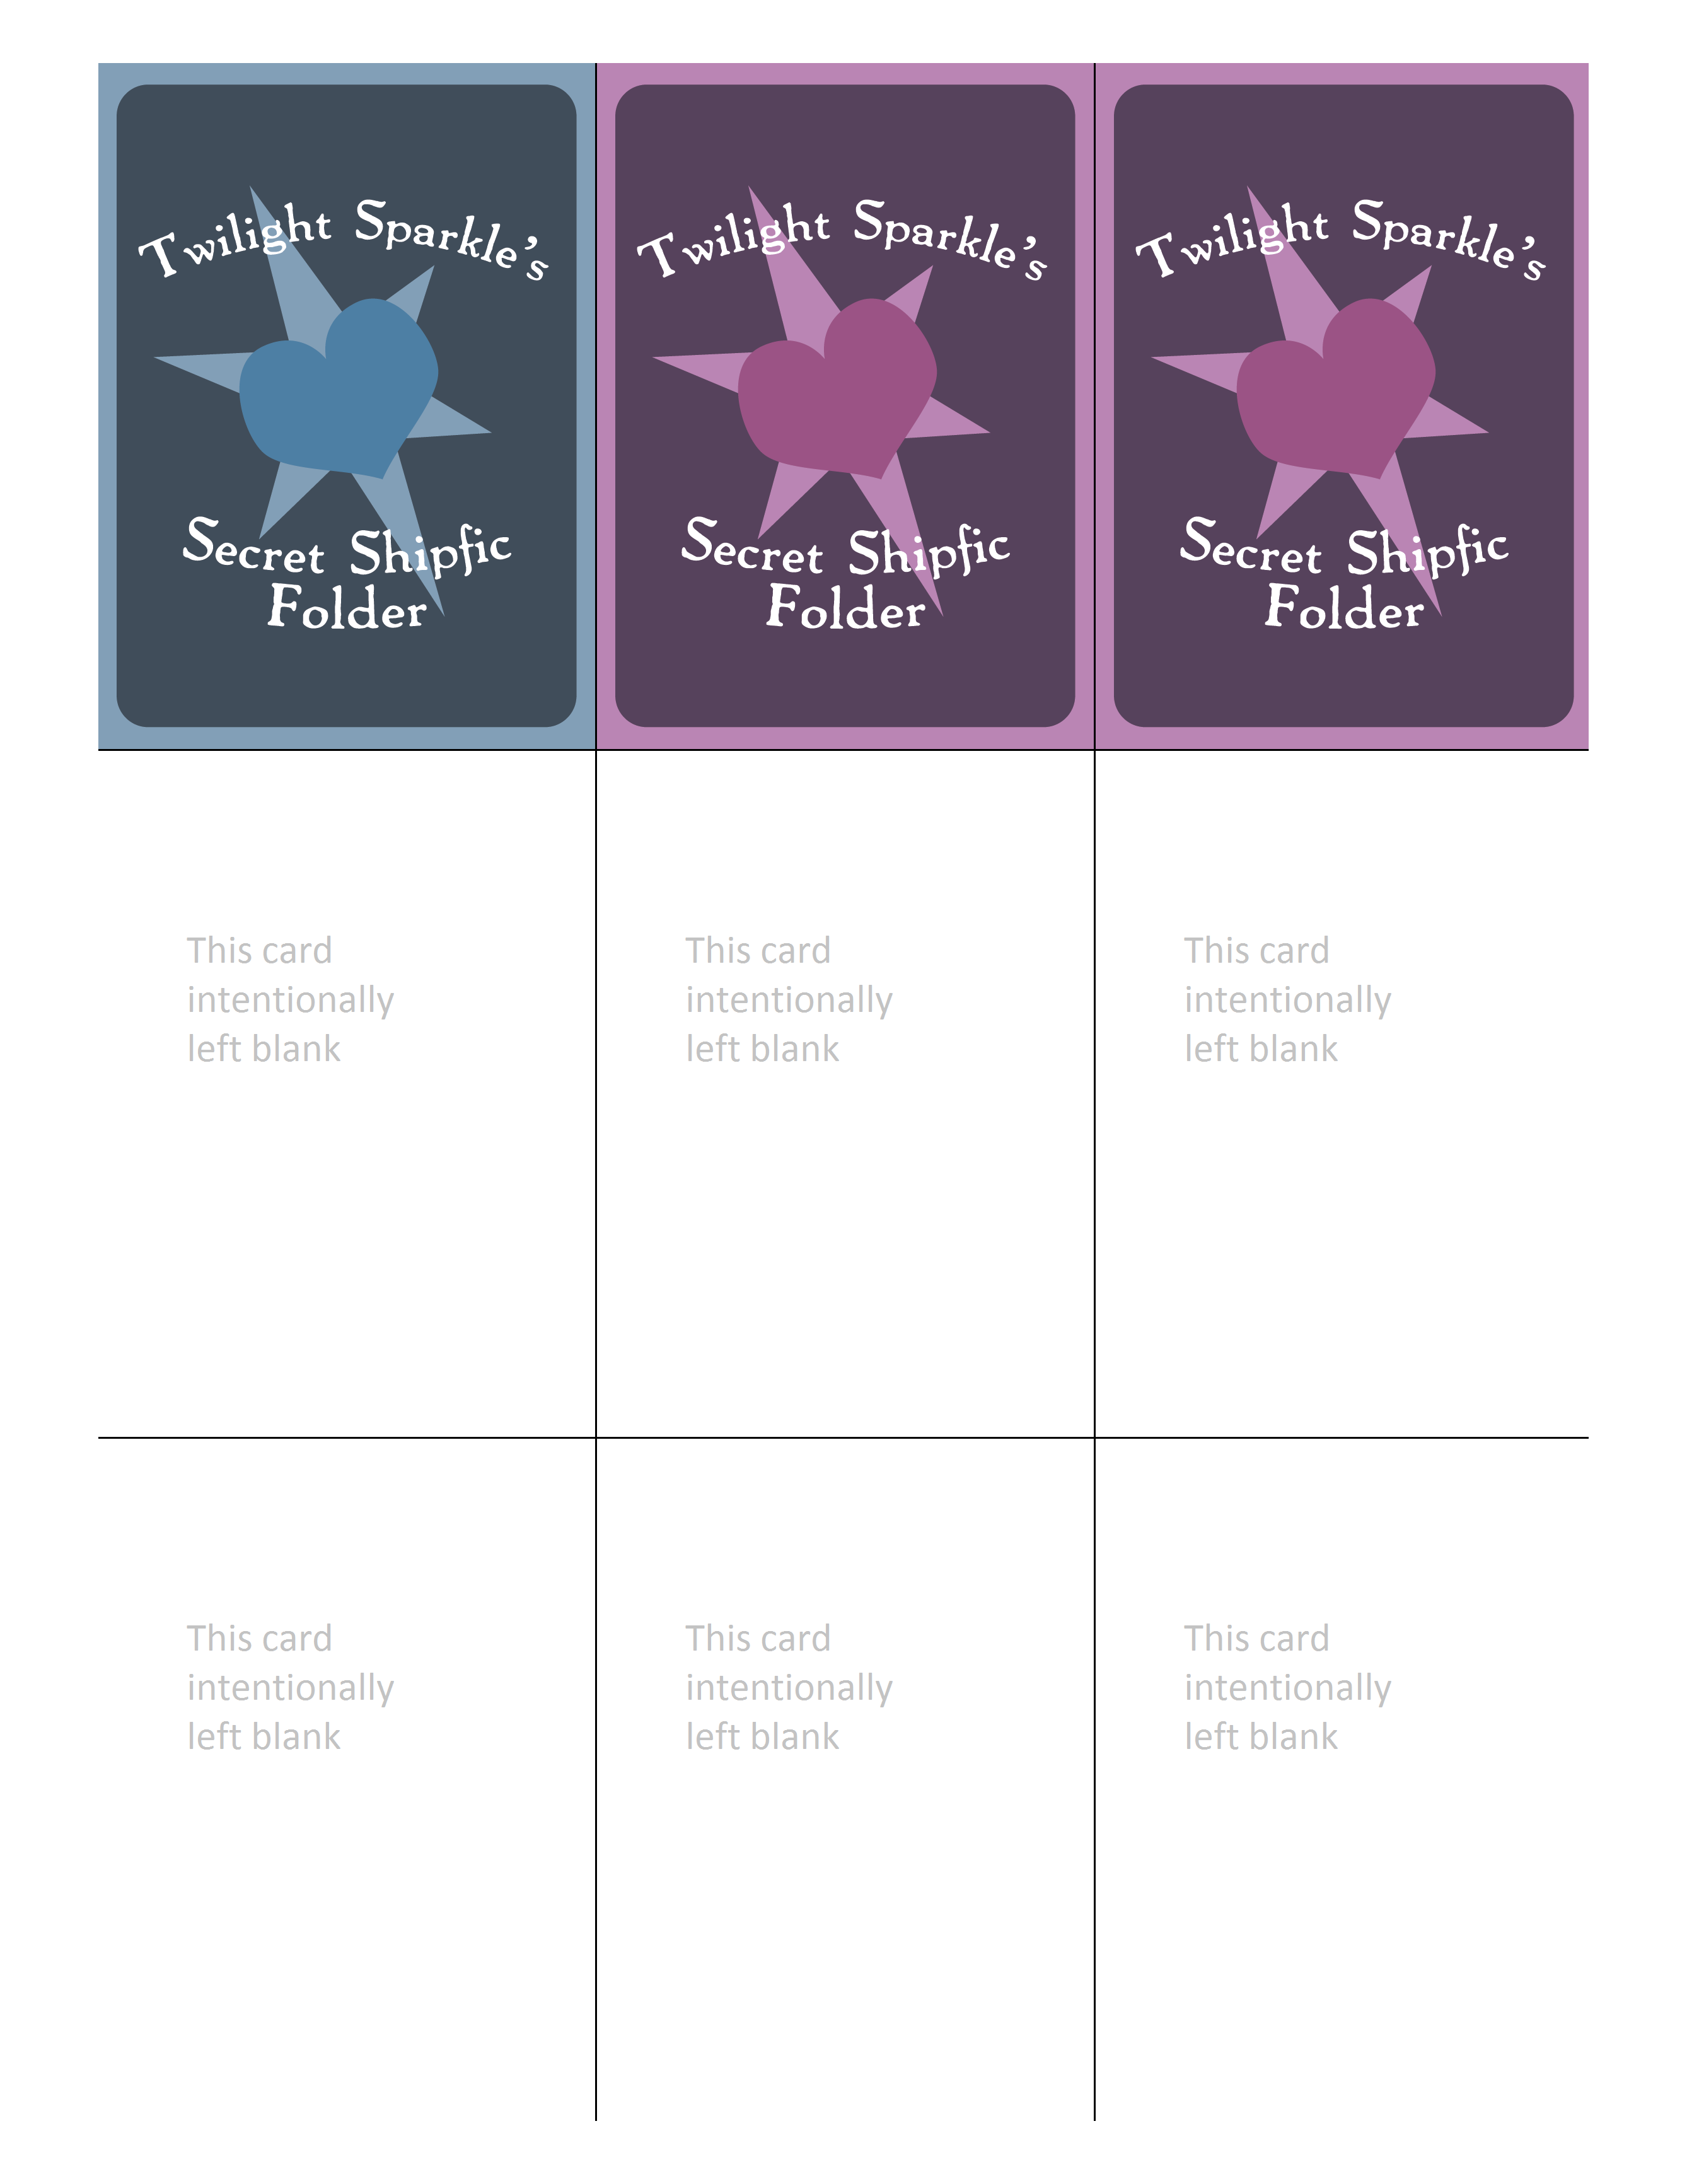 Twilight Sparkle's
Secret Shipfic
Folder
Twilight Sparkle's
Secret Shipfic
Folder
Twilight Sparkle's
Secret Shipfic
Folder
This card
intentionally
left blank
This card
intentionally
left blank
This card
intentionally
left blank
This card
intentionally
left blank
This card
intentionally
left blank
This card
intentionally
left blank